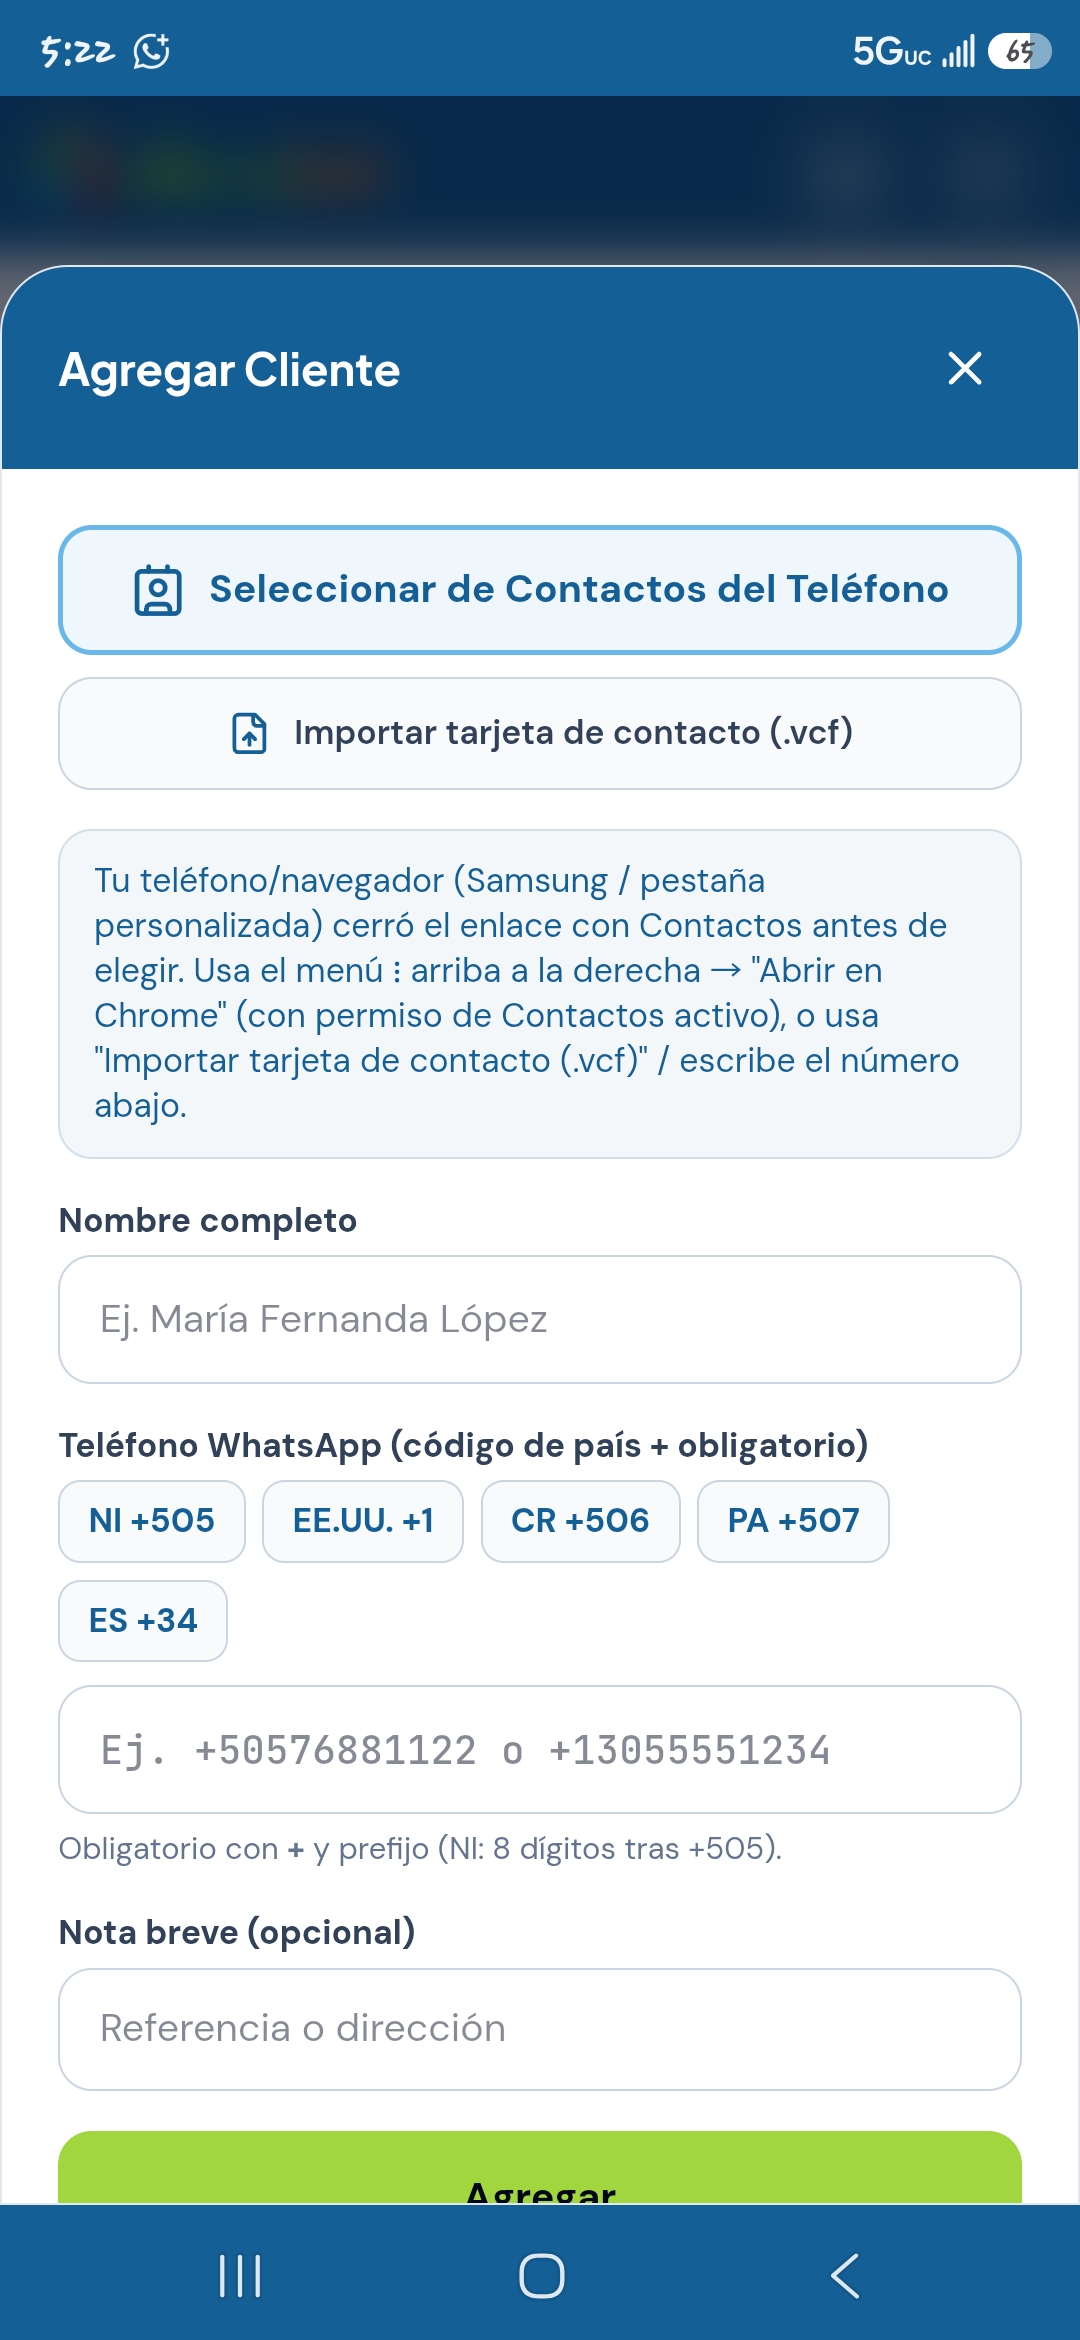 5:22
5G UC
65
Agregar Cliente
Seleccionar de Contactos del Teléfono
Importar tarjeta de contacto (.vcf)
Tu teléfono/navegador (Samsung / pestaña
personalizada) cerró el enlace con Contactos antes de
elegir. Usa el menú ⋮ arriba a la derecha → "Abrir en
Chrome" (con permiso de Contactos activo), o usa
"Importar tarjeta de contacto (.vcf)" / escribe el número
abajo.
Nombre completo
Ej. María Fernanda López
Teléfono WhatsApp (código de país + obligatorio)
NI +505 EE.UU. +1 CR +506 PA +507
ES +34
Ej. +50576881122 o +13055551234
Obligatorio con + y prefijo (NI: 8 dígitos tras +505).
Nota breve (opcional)
Referencia o dirección
Agregar